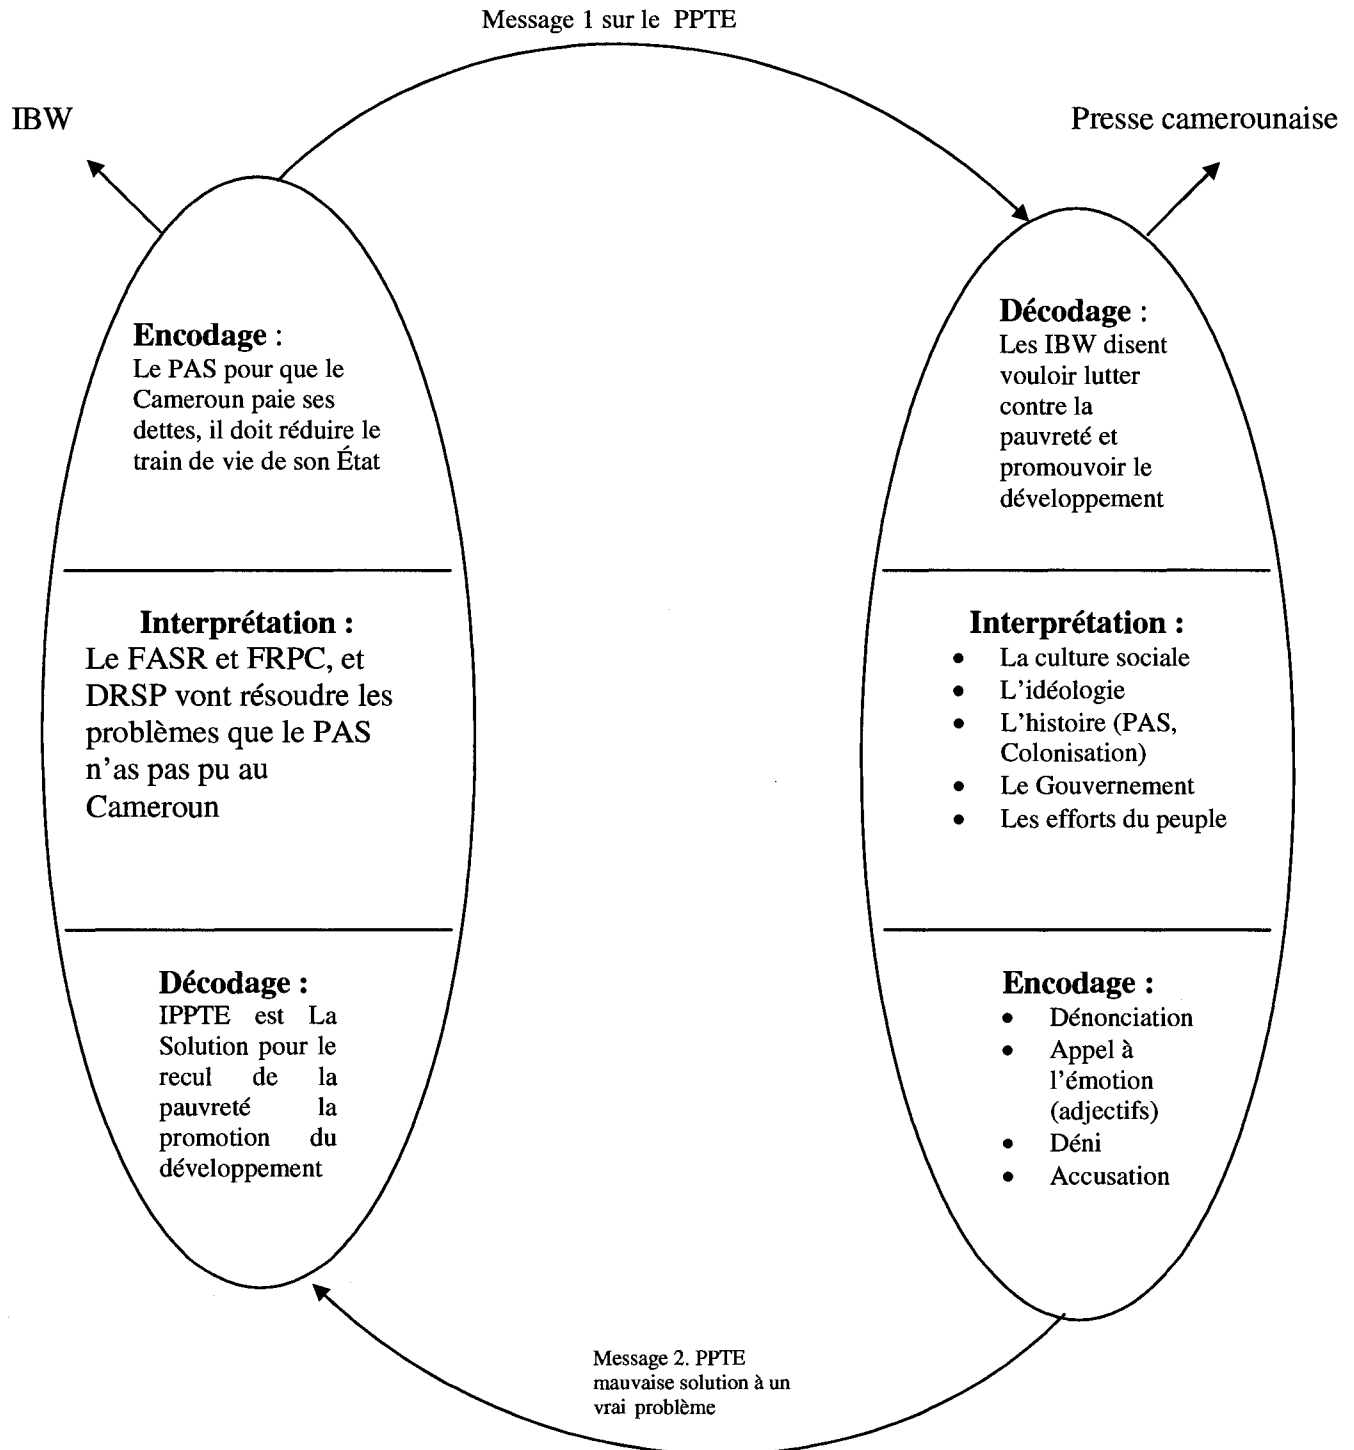 Message 1 sur le PPTE
IBW
Presse camerounaise
Encodage :
Le PAS pour que le
Cameroun paie ses
dettes, il doit réduire le
train de vie de son État
Interprétation :
Le FASR et FRPC, et
DRSP vont résoudre les
problèmes que le PAS
n'as pas pu au
Cameroun
Décodage :
IPPTE est La
Solution pour le
recul de la
pauvreté la
promotion du
développement
Décodage :
Les IBW disent
vouloir lutter
contre la
pauvreté et
promouvoir le
développement
Interprétation :
• La culture sociale
• L'idéologie
• L'histoire (PAS,
Colonisation)
• Le Gouvernement
• Les efforts du peuple
Encodage :
• Dénonciation
• Appel à
l'émotion
(adjectifs)
• Déni
• Accusation
Message 2. PPTE
mauvaise solution à un
vrai problème